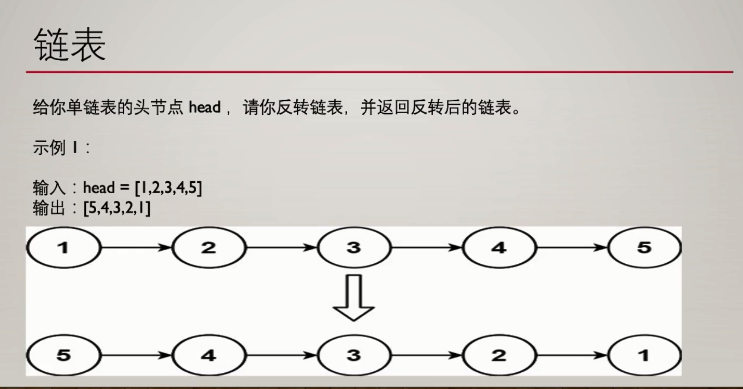 链表
给你单链表的头节点 head ，请你反转链表，并返回反转后的链表。
示例 1：
输入：head = [1,2,3,4,5]
输出：[5,4,3,2,1]
1 2 3 4 5
5 4 3 2 1